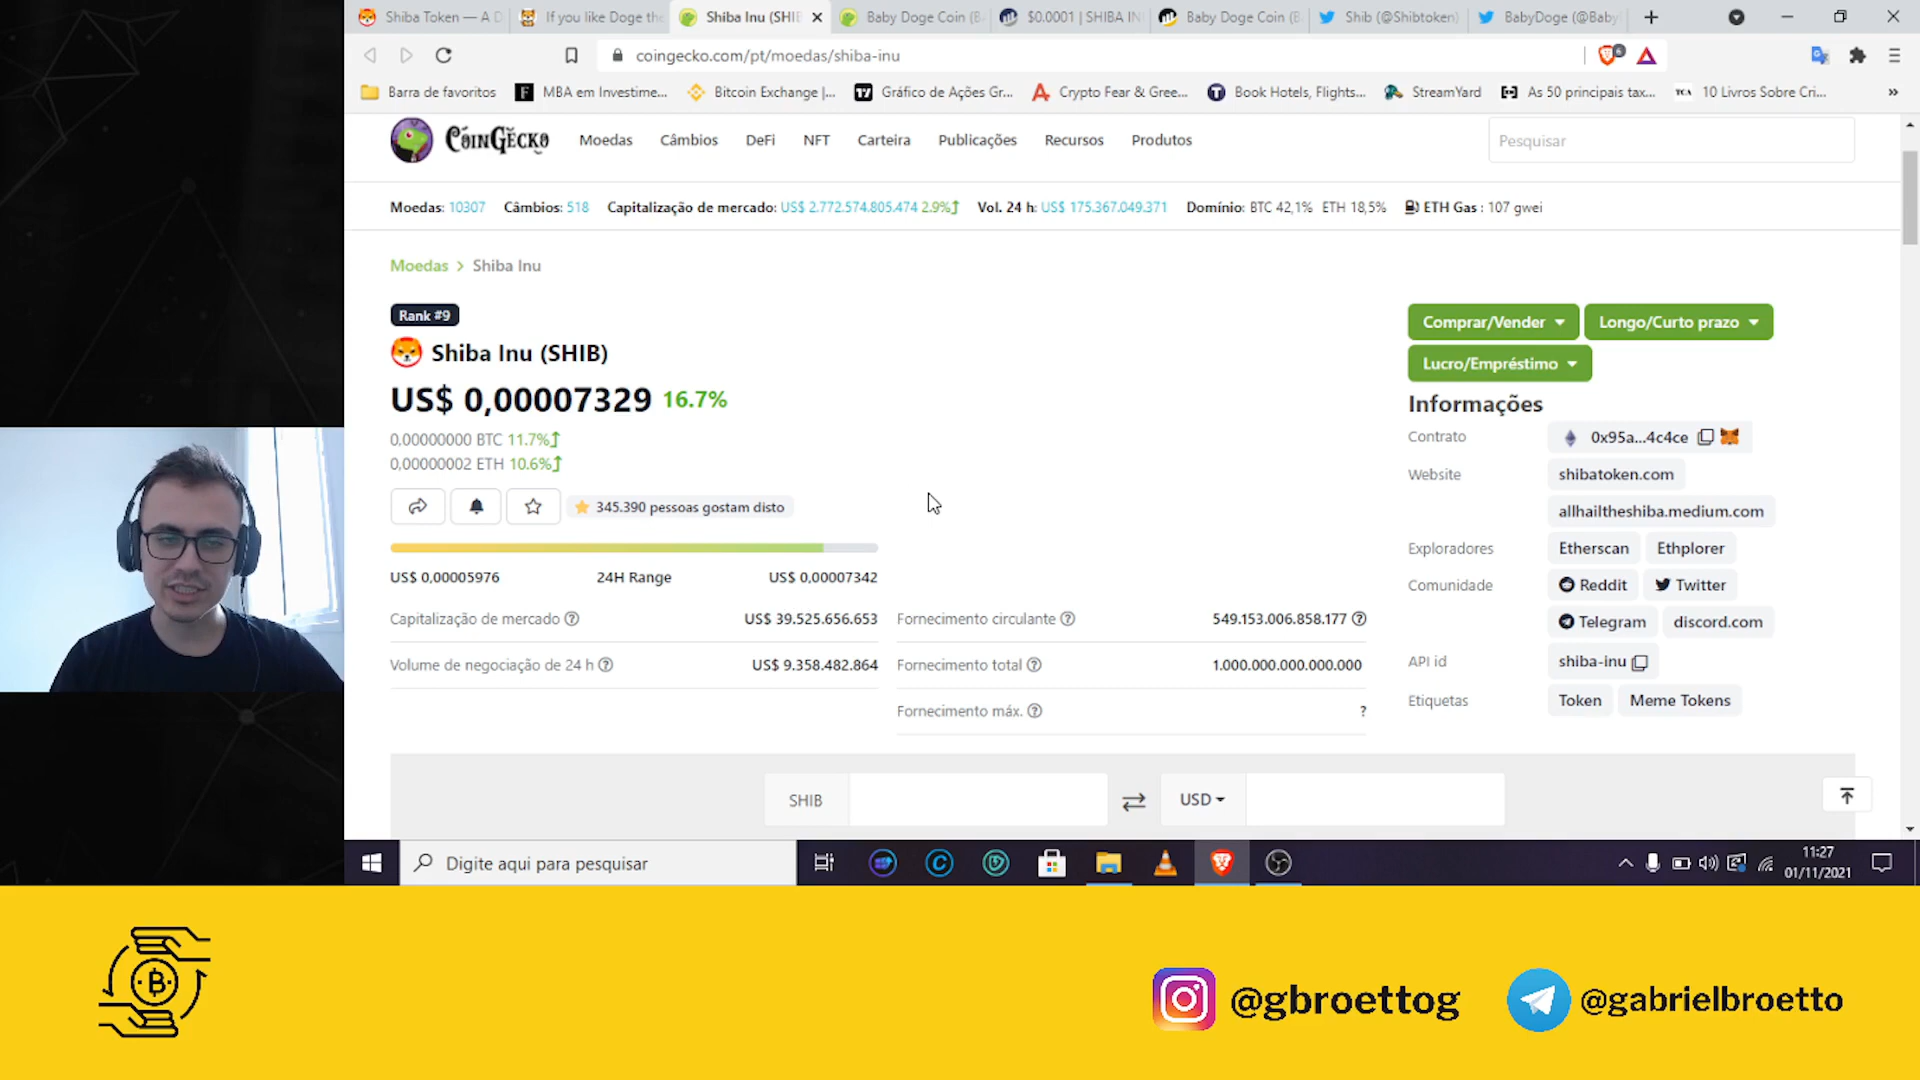 Shiba Token — A D
If you like Doge the
Shiba Inu (SHIB
Baby Doge Coin (B
$0.0001 | SHIBA IN
Baby Doge Coin (B
Shib (@Shibtoken)
BabyDoge (@Baby
coingecko.com/pt/moedas/shiba-inu
6
Barra de favoritos
MBA em Investime...
Bitcoin Exchange |...
Gráfico de Ações Gr...
Crypto Fear & Gree...
Book Hotels, Flights...
StreamYard
As 50 principais tax...
TCA
10 Livros Sobre Cri...
CoinGecko
Moedas
Câmbios
DeFi
NFT
Carteira
Publicações
Recursos
Produtos
Pesquisar
Moedas: 10307 Câmbios: 518 Capitalização de mercado: US$ 2.772.574.805.474 2.9% Vol. 24 h: US$ 175.367.049.371 Domínio: BTC 42,1% ETH 18,5% ETH Gas : 107 gwei
Moedas > Shiba Inu
Rank #9
Shiba Inu (SHIB)
US$ 0,00007329 16.7%
0,00000000 BTC 11.7%
0,00000002 ETH 10.6%
345.390 pessoas gostam disto
US$ 0,00005976 24H Range US$ 0,00007342
Capitalização de mercado US$ 39.525.656.653
Volume de negociação de 24 h US$ 9.358.482.864
Fornecimento circulante 549.153.006.858.177
Fornecimento total 1.000.000.000.000.000
Fornecimento máx. ?
Comprar/Vender
Longo/Curto prazo
Lucro/Empréstimo
Informações
Contrato 0x95a...4c4ce
Website shibatoken.com
allhailtheshiba.medium.com
Exploradores Etherscan Ethplorer
Comunidade Reddit Twitter
Telegram discord.com
API id shiba-inu
Etiquetas Token Meme Tokens
SHIB
USD
Digite aqui para pesquisar
11:27
01/11/2021
@gbroettog
@gabrielbroetto